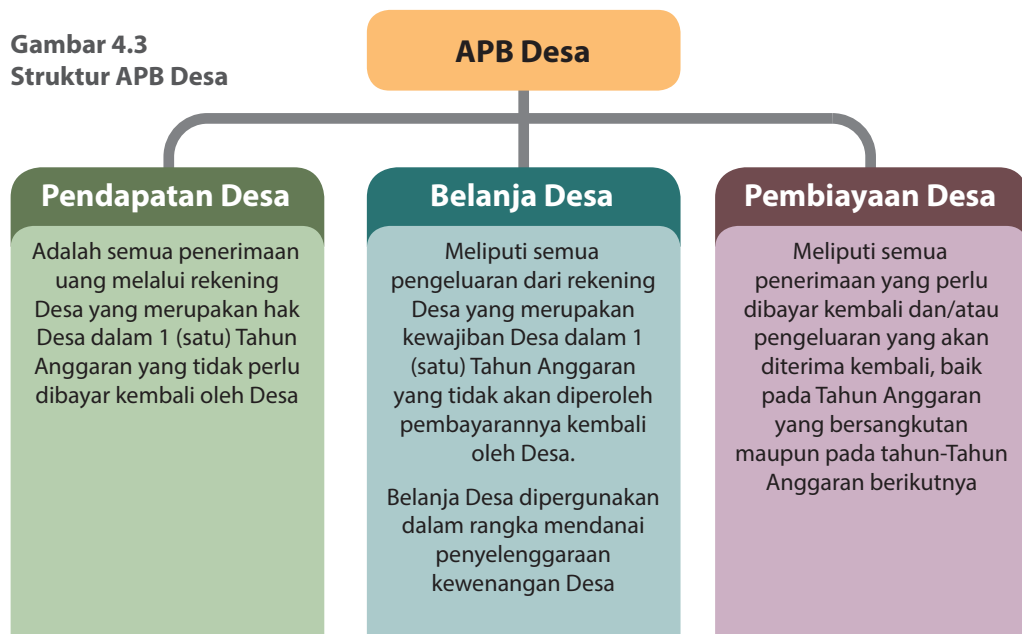 Gambar 4.3
Struktur APB Desa
APB Desa
Pendapatan Desa
Adalah semua penerimaan
uang melalui rekening
Desa yang merupakan hak
Desa dalam 1 (satu) Tahun
Anggaran yang tidak perlu
dibayar kembali oleh Desa
Belanja Desa
Meliputi semua
pengeluaran dari rekening
Desa yang merupakan
kewajiban Desa dalam 1
(satu) Tahun Anggaran
yang tidak akan diperoleh
pembayarannya kembali
oleh Desa.
Belanja Desa dipergunakan
dalam rangka mendanai
penyelenggaraan
kewenangan Desa
Pembiayaan Desa
Meliputi semua
penerimaan yang perlu
dibayar kembali dan/atau
pengeluaran yang akan
diterima kembali, baik
pada Tahun Anggaran
yang bersangkutan
maupun pada tahun-Tahun
Anggaran berikutnya